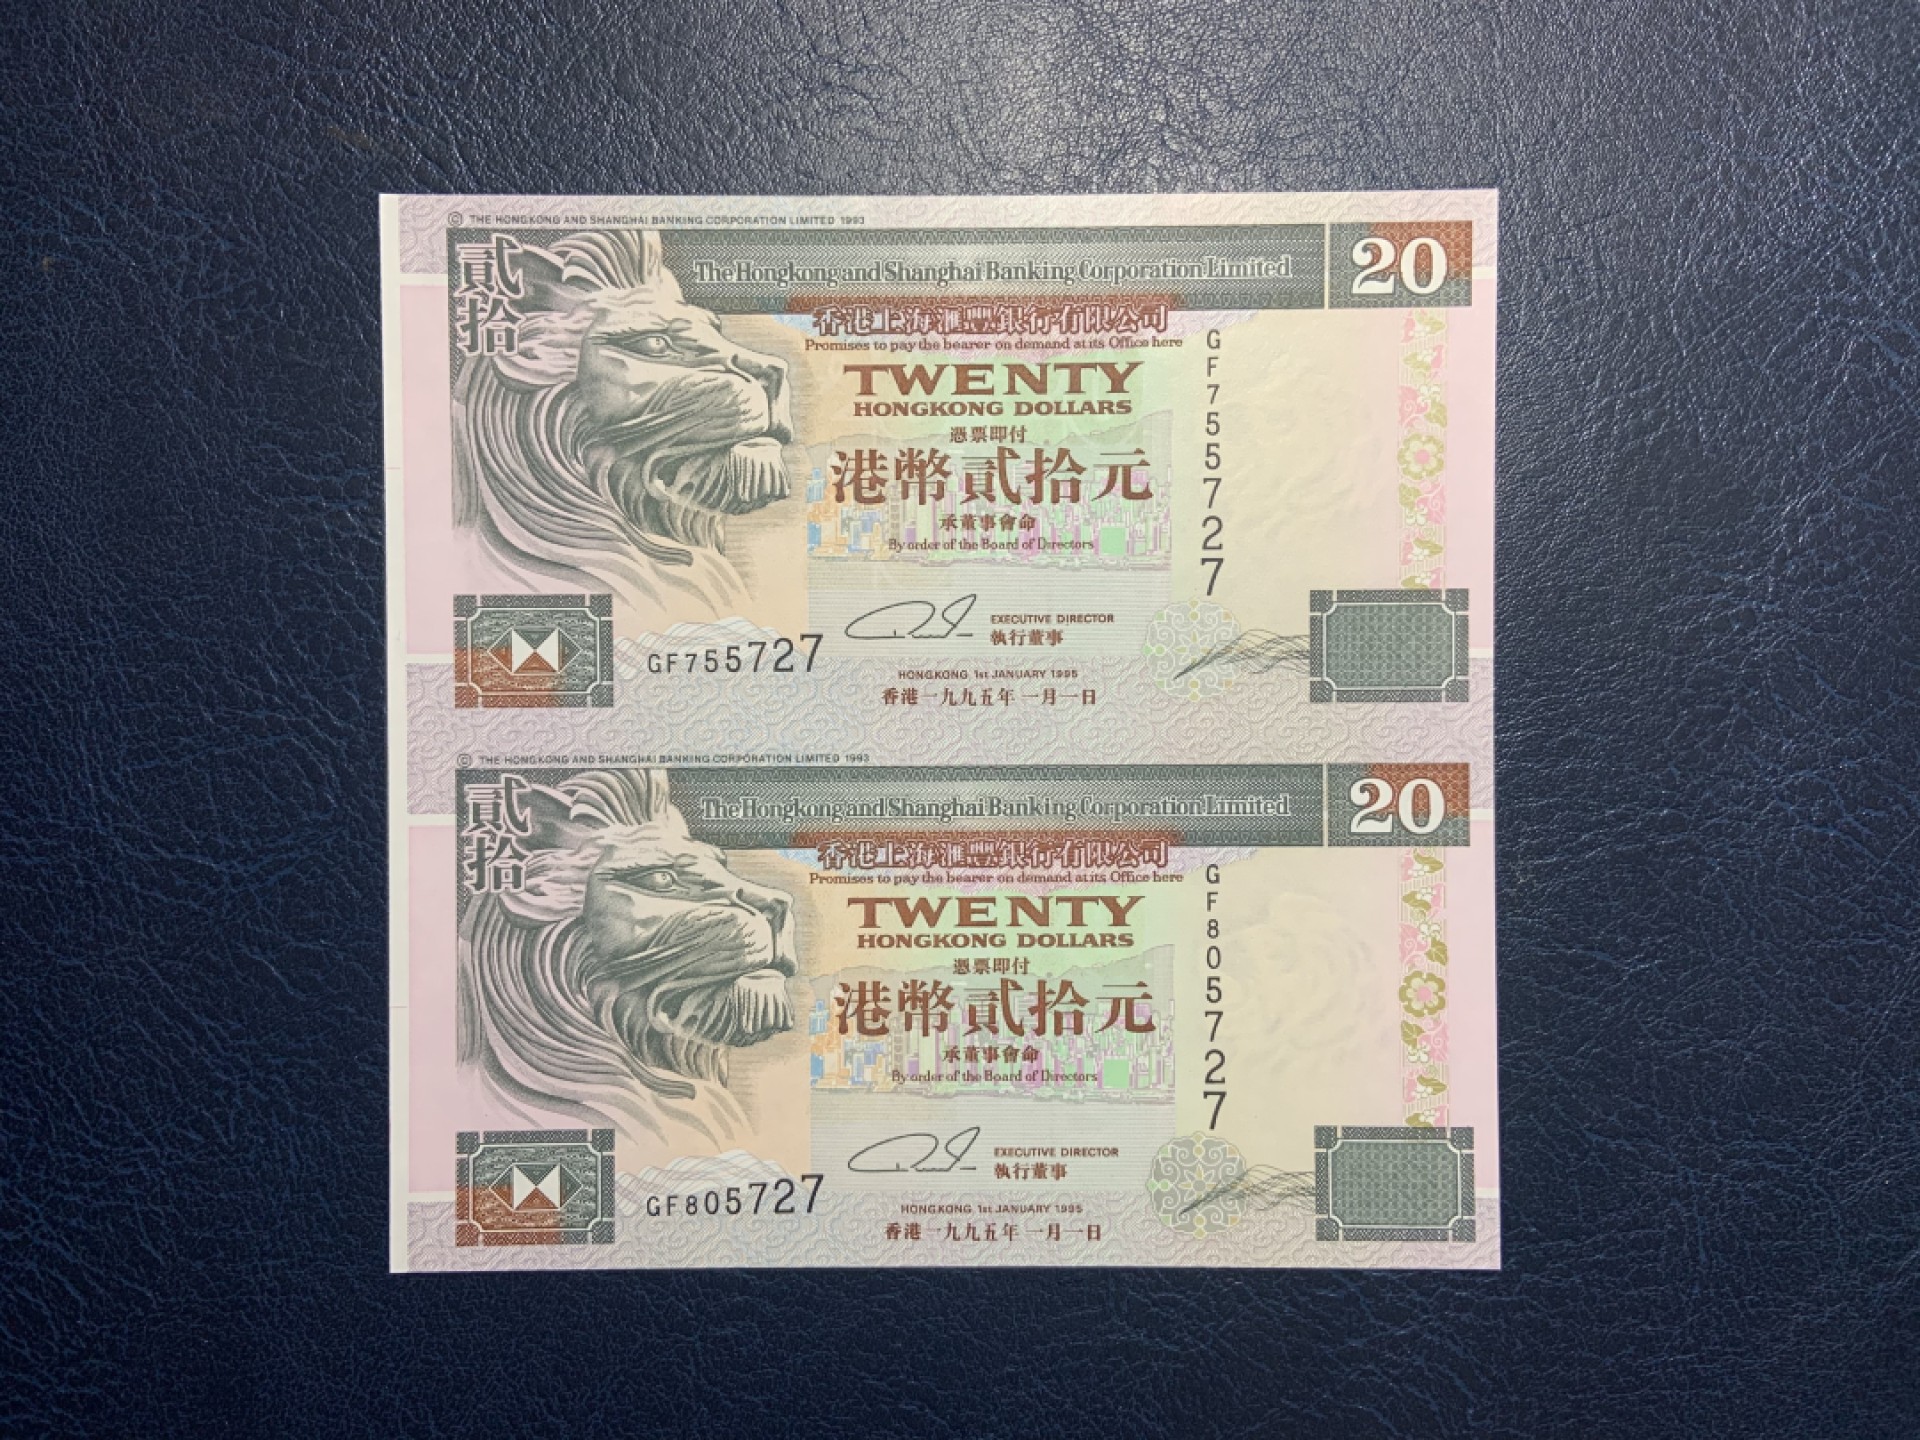 © THE HONGKONG AND SHANGHAI BANKING CORPORATION LIMITED 1993
貳拾
The Hongkong and Shanghai Banking Corporation Limited
20
香港上海滙豐銀行有限公司
Promises to pay the bearer on demand at its Office here
TWENTY
HONGKONG DOLLARS
憑票即付
港幣貳拾元
承董事會命
By order of the Board of Directors
GF755727
EXECUTIVE DIRECTOR
執行董事
GF755727
HONGKONG 1st JANUARY 1995
香港一九九五年一月一日
© THE HONGKONG AND SHANGHAI BANKING CORPORATION LIMITED 1993
貳拾
The Hongkong and Shanghai Banking Corporation Limited
20
香港上海滙豐銀行有限公司
Promises to pay the bearer on demand at its Office here
TWENTY
HONGKONG DOLLARS
憑票即付
港幣貳拾元
承董事會命
By order of the Board of Directors
GF805727
EXECUTIVE DIRECTOR
執行董事
GF805727
HONGKONG 1st JANUARY 1995
香港一九九五年一月一日